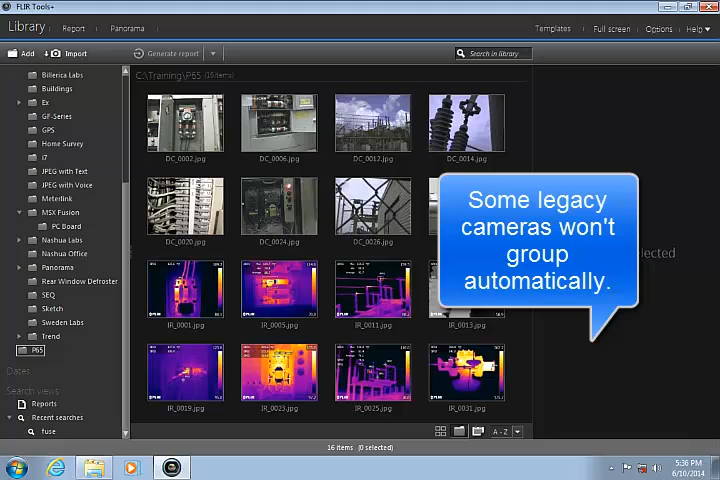 FLIR Tools+
Library Report Panorama Templates Full screen Options Help
Add Import Generate report Search in library
Billerica Labs
Buildings
Ex
GF-Series
GPS
Home Survey
i7
JPEG with Text
JPEG with Voice
Meterlink
MSX Fusion
PC Board
Nashua Labs
Nashua Office
Panorama
Rear Window Defroster
SEQ
Sketch
Sweden Labs
Trend
P65
Dates
Search views
Reports
Recent searches
fuse
C:\Training\P65 (16 items)
DC_0002.jpg DC_0006.jpg DC_0012.jpg DC_0014.jpg
DC_0020.jpg DC_0024.jpg DC_0026.jpg
IR_0001.jpg IR_0005.jpg IR_0011.jpg IR_0013.jpg
IR_0019.jpg IR_0023.jpg IR_0025.jpg IR_0031.jpg
Some legacy
cameras won't
group
automatically.
selected
A - Z
16 items (0 selected)
5:36 PM
6/10/2014